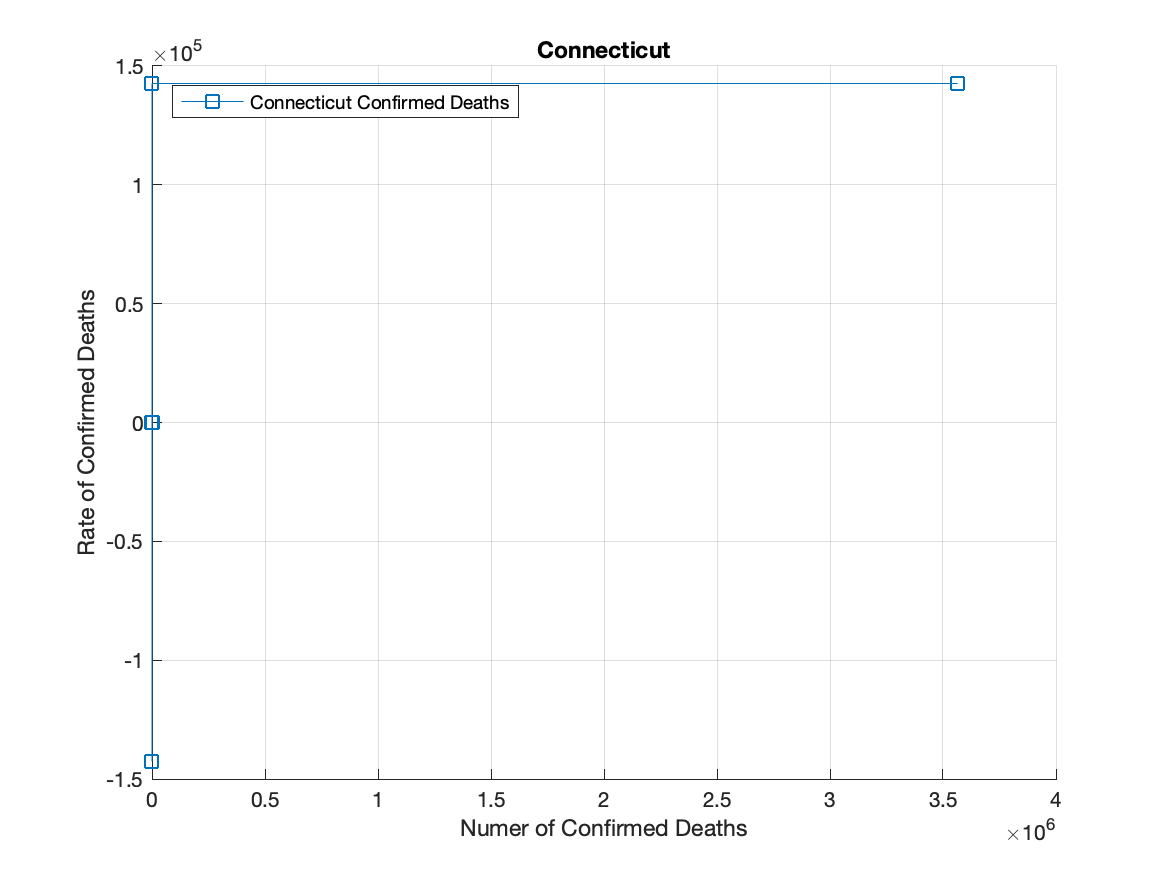 Connecticut
×10^5
1.5
1
0.5
0
-0.5
-1
-1.5
Rate of Confirmed Deaths
Connecticut Confirmed Deaths
0 0.5 1 1.5 2 2.5 3 3.5 4
Numer of Confirmed Deaths
×10^6